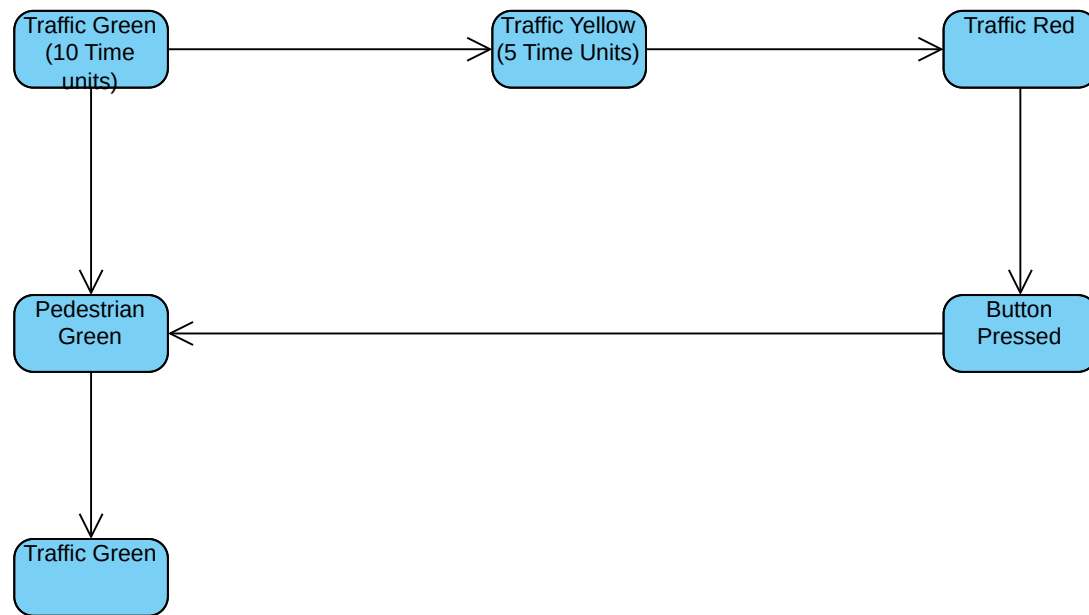 Traffic Green
(10 Time
units)
Traffic Yellow
(5 Time Units)
Traffic Red
Pedestrian
Green
Button
Pressed
Traffic Green